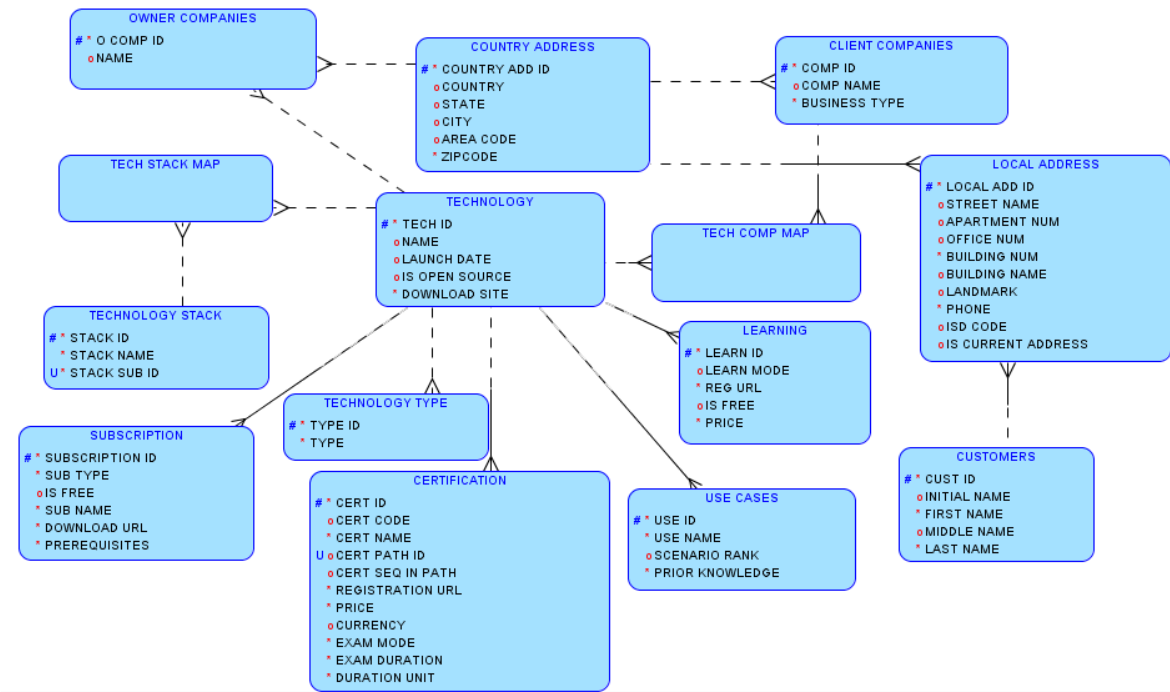 OWNER COMPANIES
# * O COMP ID
o NAME
COUNTRY ADDRESS
# * COUNTRY ADD ID
o COUNTRY
o STATE
o CITY
o AREA CODE
* ZIPCODE
CLIENT COMPANIES
# * COMP ID
o COMP NAME
* BUSINESS TYPE
TECH STACK MAP
TECHNOLOGY
# * TECH ID
o NAME
o LAUNCH DATE
o IS OPEN SOURCE
* DOWNLOAD SITE
TECH COMP MAP
LOCAL ADDRESS
# * LOCAL ADD ID
o STREET NAME
o APARTMENT NUM
o OFFICE NUM
* BUILDING NUM
o BUILDING NAME
o LANDMARK
* PHONE
o ISD CODE
o IS CURRENT ADDRESS
TECHNOLOGY STACK
# * STACK ID
* STACK NAME
U * STACK SUB ID
LEARNING
# * LEARN ID
o LEARN MODE
* REG URL
o IS FREE
* PRICE
SUBSCRIPTION
# * SUBSCRIPTION ID
* SUB TYPE
o IS FREE
* SUB NAME
* DOWNLOAD URL
* PREREQUISITES
TECHNOLOGY TYPE
# * TYPE ID
* TYPE
CERTIFICATION
# * CERT ID
o CERT CODE
* CERT NAME
U o CERT PATH ID
o CERT SEQ IN PATH
* REGISTRATION URL
* PRICE
o CURRENCY
* EXAM MODE
* EXAM DURATION
* DURATION UNIT
USE CASES
# * USE ID
* USE NAME
o SCENARIO RANK
* PRIOR KNOWLEDGE
CUSTOMERS
# * CUST ID
o INITIAL NAME
* FIRST NAME
o MIDDLE NAME
* LAST NAME